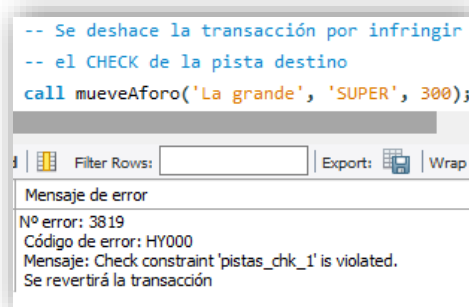 -- Se deshace la transacción por infringir
-- el CHECK de la pista destino
call mueveAforo('La grande', 'SUPER', 300);
Filter Rows:
Export:
Wrap
Mensaje de error
Nº error: 3819
Código de error: HY000
Mensaje: Check constraint 'pistas_chk_1' is violated.
Se revertirá la transacción